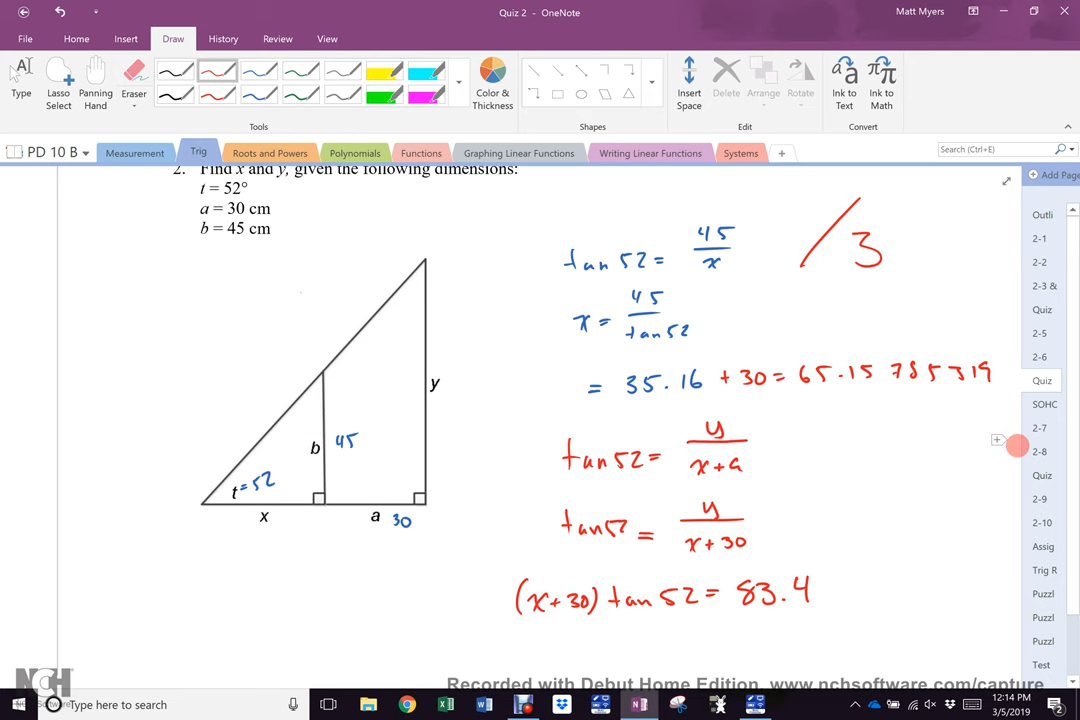 Quiz 2 - OneNote
Matt Myers
File Home Insert Draw History Review View
Type
Lasso Select
Panning Hand
Eraser
Color & Thickness
Insert Space
Delete
Arrange
Rotate
Ink to Text
Ink to Math
Tools
Shapes
Edit
Convert
PD 10 B
Measurement
Trig
Roots and Powers
Polynomials
Functions
Graphing Linear Functions
Writing Linear Functions
Systems
Search (Ctrl+E)
Add Page
2. Find x and y, given the following dimensions:
t = 52°
a = 30 cm
b = 45 cm
/3
tan 52 = 45/x
x = 45/tan 52
= 35.16 + 30 = 65.15785319
tan 52 = y/x+a
tan 52 = y/x+30
(x+30) tan 52 = 83.4
y
b 45
t = 52
x
a 30
Outli
2-1
2-2
2-3 &
Quiz
2-5
2-6
Quiz
SOHC
2-7
2-8
Quiz
2-9
2-10
Assig
Trig R
Puzzl
Puzzl
Puzzl
Test
NCH
NCH Software
Recorded with Debut Home Edition. www.nchsoftware.com/capture
Type here to search
12:14 PM
3/5/2019
2